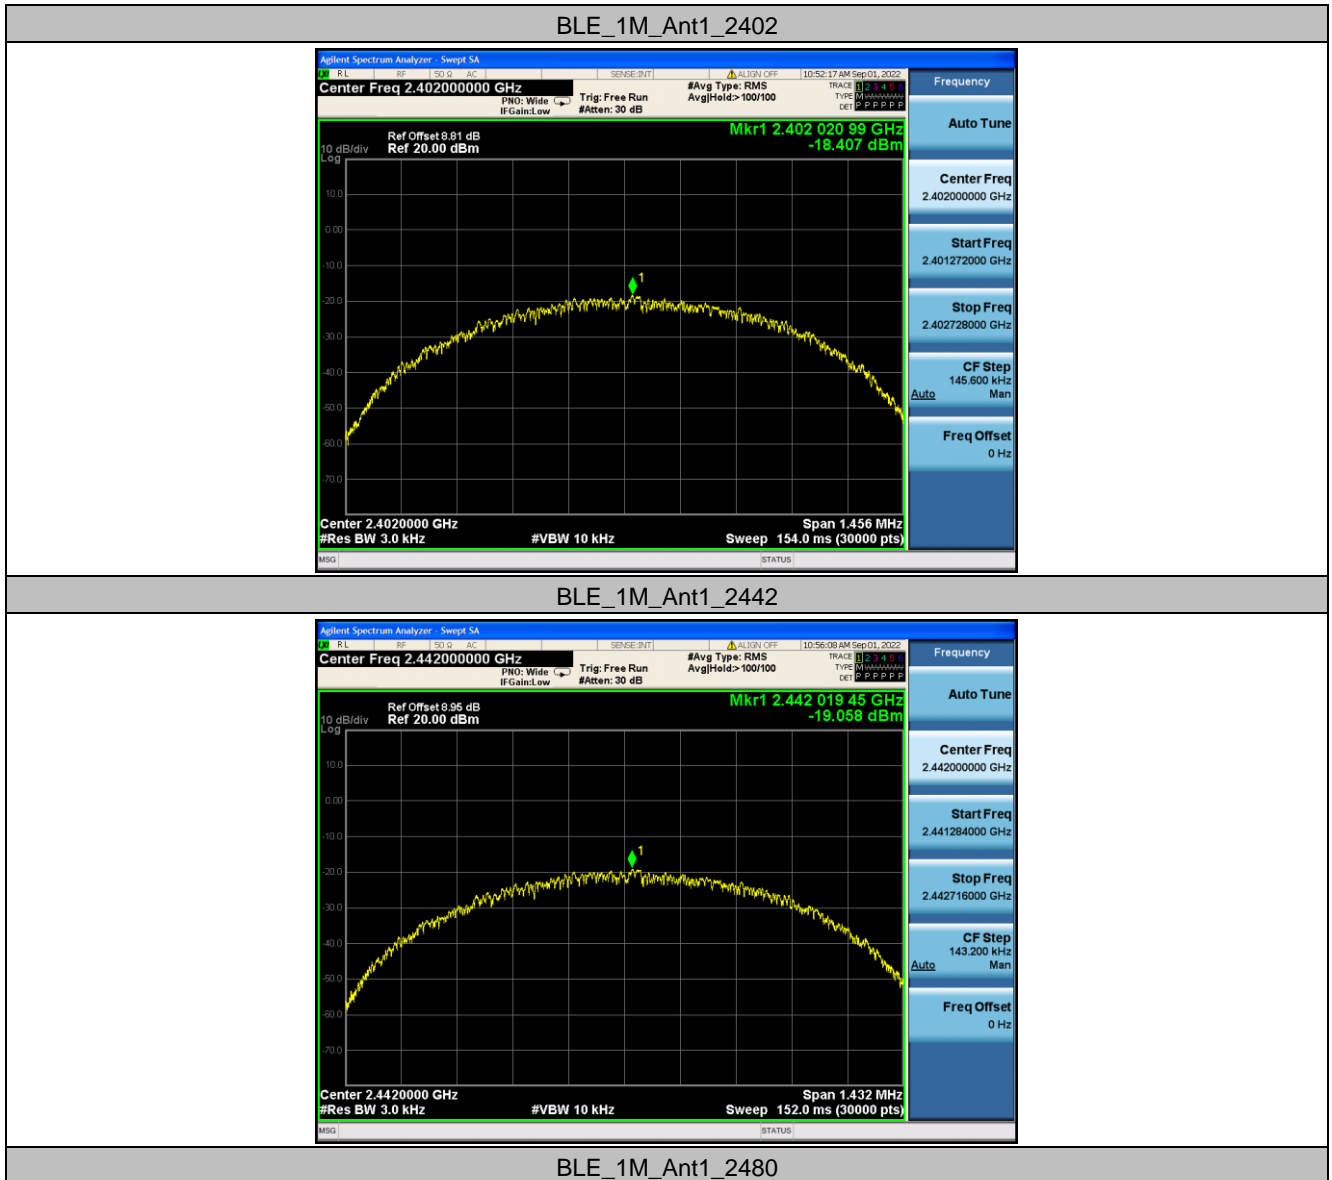 BLE_1M_Ant1_2402
Agilent Spectrum Analyzer - Swept SA
RL RF 50 Ω AC SENSE:INT ALIGN OFF 10:52:17 AM Sep 01, 2022
Center Freq 2.402000000 GHz #Avg Type: RMS TRACE 1 2 3 4 5 6
PNO: Wide Trig: Free Run Avg|Hold:>100/100 TYPE M
IFGain:Low #Atten: 30 dB DET P P P P P P
Frequency
Auto Tune
Mkr1 2.402 020 99 GHz
-18.407 dBm
Ref Offset 8.81 dB
10 dB/div Ref 20.00 dBm
Log
10.0
0.00
-10.0
-20.0
-30.0
-40.0
-50.0
-60.0
-70.0
1
Center Freq
2.402000000 GHz
Start Freq
2.401272000 GHz
Stop Freq
2.402728000 GHz
CF Step
145.600 kHz
Auto Man
Freq Offset
0 Hz
Center 2.4020000 GHz Span 1.456 MHz
#Res BW 3.0 kHz #VBW 10 kHz Sweep 154.0 ms (30000 pts)
MSG STATUS
BLE_1M_Ant1_2442
Agilent Spectrum Analyzer - Swept SA
RL RF 50 Ω AC SENSE:INT ALIGN OFF 10:56:08 AM Sep 01, 2022
Center Freq 2.442000000 GHz #Avg Type: RMS TRACE 1 2 3 4 5 6
PNO: Wide Trig: Free Run Avg|Hold:>100/100 TYPE M
IFGain:Low #Atten: 30 dB DET P P P P P P
Frequency
Auto Tune
Mkr1 2.442 019 45 GHz
-19.058 dBm
Ref Offset 8.95 dB
10 dB/div Ref 20.00 dBm
Log
10.0
0.00
-10.0
-20.0
-30.0
-40.0
-50.0
-60.0
-70.0
1
Center Freq
2.442000000 GHz
Start Freq
2.441284000 GHz
Stop Freq
2.442716000 GHz
CF Step
143.200 kHz
Auto Man
Freq Offset
0 Hz
Center 2.4420000 GHz Span 1.432 MHz
#Res BW 3.0 kHz #VBW 10 kHz Sweep 152.0 ms (30000 pts)
MSG STATUS
BLE_1M_Ant1_2480